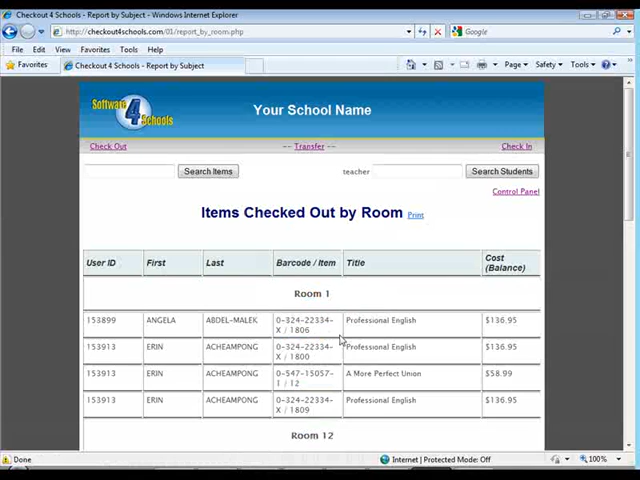 Checkout 4 Schools - Report by Subject - Windows Internet Explorer
http://checkout4schools.com/01/report_by_room.php
Google
File Edit View Favorites Tools Help
Favorites Checkout 4 Schools - Report by Subject Page Safety Tools
Software 4 Schools
Your School Name
Check Out -- Transfer -- Check In
Search Items teacher Search Students
Control Panel
Items Checked Out by Room Print
User ID First Last Barcode / Item Title Cost (Balance)
Room 1
153899 ANGELA ABDEL-MALEK 0-324-22334-X / 1806 Professional English $136.95
153913 ERIN ACHEAMPONG 0-324-22334-X / 1800 Professional English $136.95
153913 ERIN ACHEAMPONG 0-547-15057-1 / 12 A More Perfect Union $58.99
153913 ERIN ACHEAMPONG 0-324-22334-X / 1809 Professional English $136.95
Room 12
Done Internet | Protected Mode: Off 100%